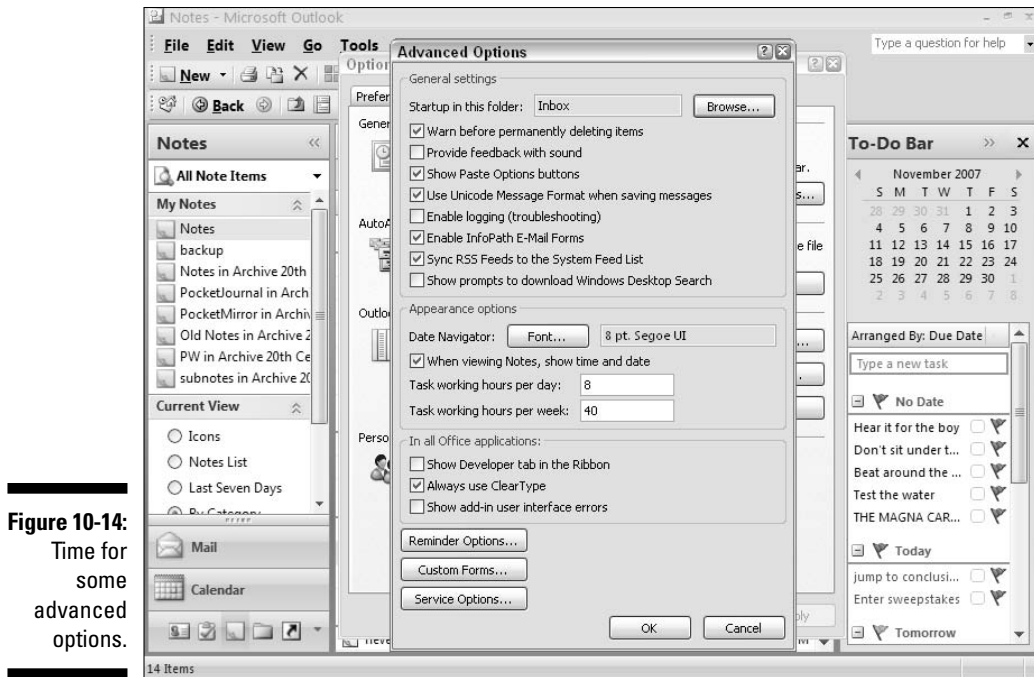 Notes - Microsoft Outlook
File Edit View Go Tools
Type a question for help
New
Back
Notes
All Note Items
My Notes
Notes
backup
Notes in Archive 20th
PocketJournal in Arch
PocketMirror in Archiv
Old Notes in Archive 2
PW in Archive 20th Ce
subnotes in Archive 20
Current View
Icons
Notes List
Last Seven Days
By Category
Mail
Calendar
14 Items
Option
Prefer
Gener
AutoA
Outlo
Perso
ar.
s...
e file
Advanced Options
General settings
Startup in this folder: Inbox Browse...
Warn before permanently deleting items
Provide feedback with sound
Show Paste Options buttons
Use Unicode Message Format when saving messages
Enable logging (troubleshooting)
Enable InfoPath E-Mail Forms
Sync RSS Feeds to the System Feed List
Show prompts to download Windows Desktop Search
Appearance options
Date Navigator: Font... 8 pt. Segoe UI
When viewing Notes, show time and date
Task working hours per day: 8
Task working hours per week: 40
In all Office applications:
Show Developer tab in the Ribbon
Always use ClearType
Show add-in user interface errors
Reminder Options...
Custom Forms...
Service Options...
OK Cancel
To-Do Bar
November 2007
S M T W T F S
28 29 30 31 1 2 3
4 5 6 7 8 9 10
11 12 13 14 15 16 17
18 19 20 21 22 23 24
25 26 27 28 29 30 1
2 3 4 5 6 7 8
Arranged By: Due Date
Type a new task
No Date
Hear it for the boy
Don't sit under t...
Beat around the ...
Test the water
THE MAGNA CAR...
Today
jump to conclusi...
Enter sweepstakes
Tomorrow
Figure 10-14:
Time for
some
advanced
options.